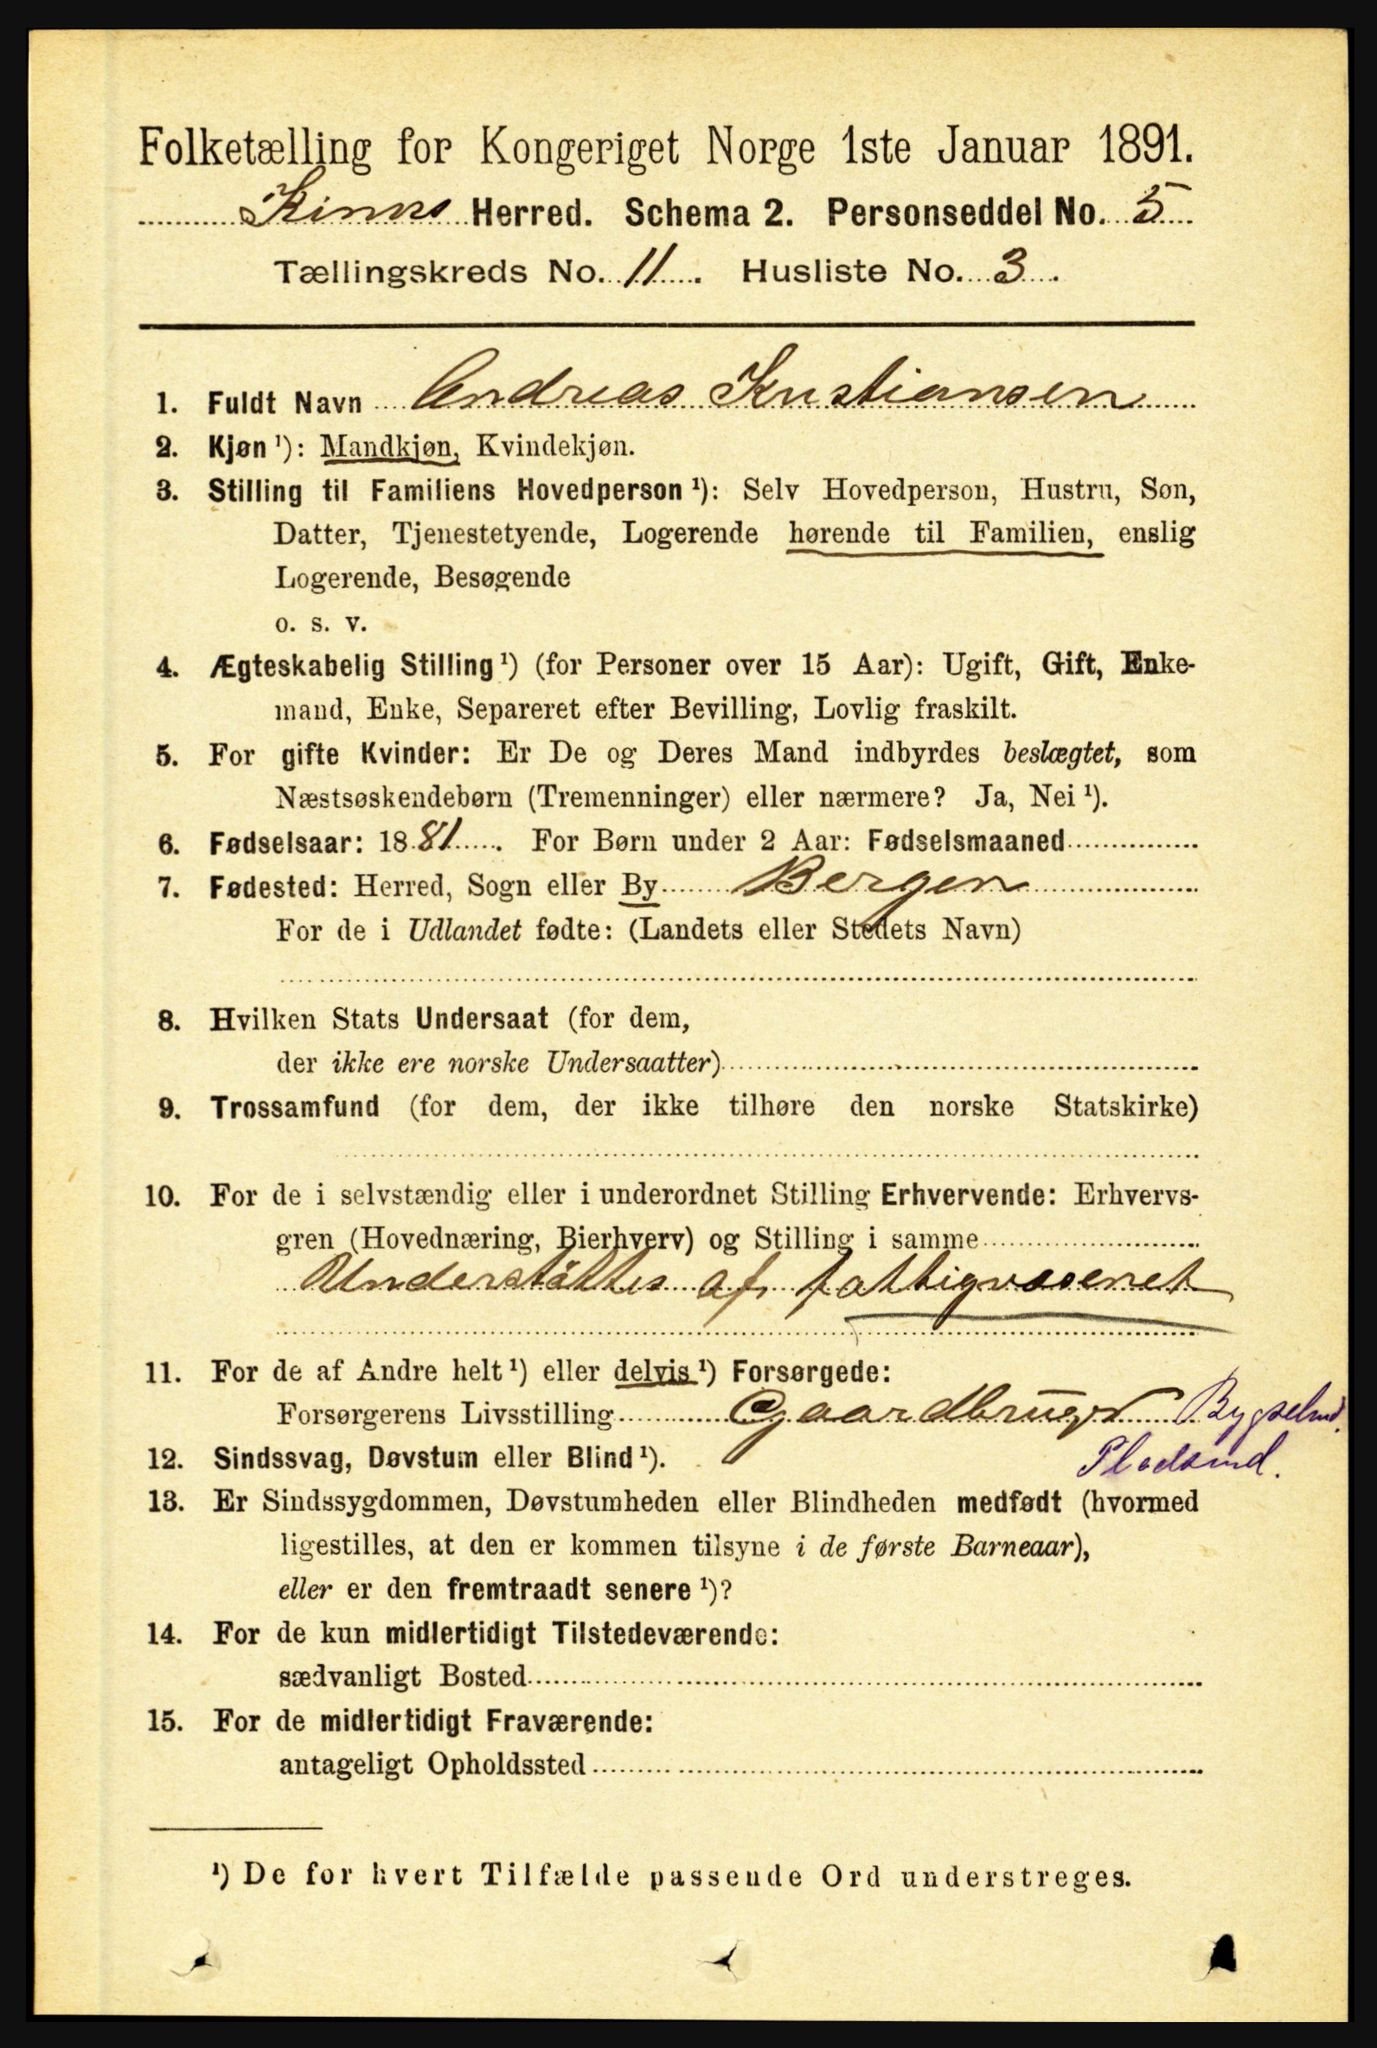 Folketælling for Kongeriget Norge 1ste Januar 1891.
Kinns Herred. Schema 2. Personseddel No. 5
Tællingskreds No. 11. Husliste No. 3.
1. Fuldt Navn Andreas Kristiansen
2. Kjøn ¹): Mandkjøn, Kvindekjøn.
3. Stilling til Familiens Hovedperson ¹): Selv Hovedperson, Hustru, Søn,
Datter, Tjenestetyende, Logerende hørende til Familien, enslig
Logerende, Besøgende
o. s. v.
4. Ægteskabelig Stilling ¹) (for Personer over 15 Aar): Ugift, Gift, Enke-
mand, Enke, Separeret efter Bevilling, Lovlig fraskilt.
5. For gifte Kvinder: Er De og Deres Mand indbyrdes beslægtet, som
Næstsøskendebørn (Tremenninger) eller nærmere? Ja, Nei ¹).
6. Fødselsaar: 1881. For Børn under 2 Aar: Fødselsmaaned
7. Fødested: Herred, Sogn eller By Bergen
For de i Udlandet fødte: (Landets eller Stedets Navn)
8. Hvilken Stats Undersaat (for dem,
der ikke ere norske Undersaatter)
9. Trossamfund (for dem, der ikke tilhøre den norske Statskirke)
10. For de i selvstændig eller i underordnet Stilling Erhvervende: Erhvervs-
gren (Hovednæring, Bierhverv) og Stilling i samme
Understøttes af fattigvæsenet
11. For de af Andre helt ¹) eller delvis ¹) Forsørgede:
Forsørgerens Livsstilling Gaardbruger Bygselmd.
12. Sindssvag, Døvstum eller Blind ¹).
13. Er Sindssygdommen, Døvstumheden eller Blindheden medfødt (hvormed
ligestilles, at den er kommen tilsyne i de første Barneaar),
eller er den fremtraadt senere ¹)?
14. For de kun midlertidigt Tilstedeværende:
sædvanligt Bosted
15. For de midlertidigt Fraværende:
antageligt Opholdssted
¹) De for hvert Tilfælde passende Ord understreges.